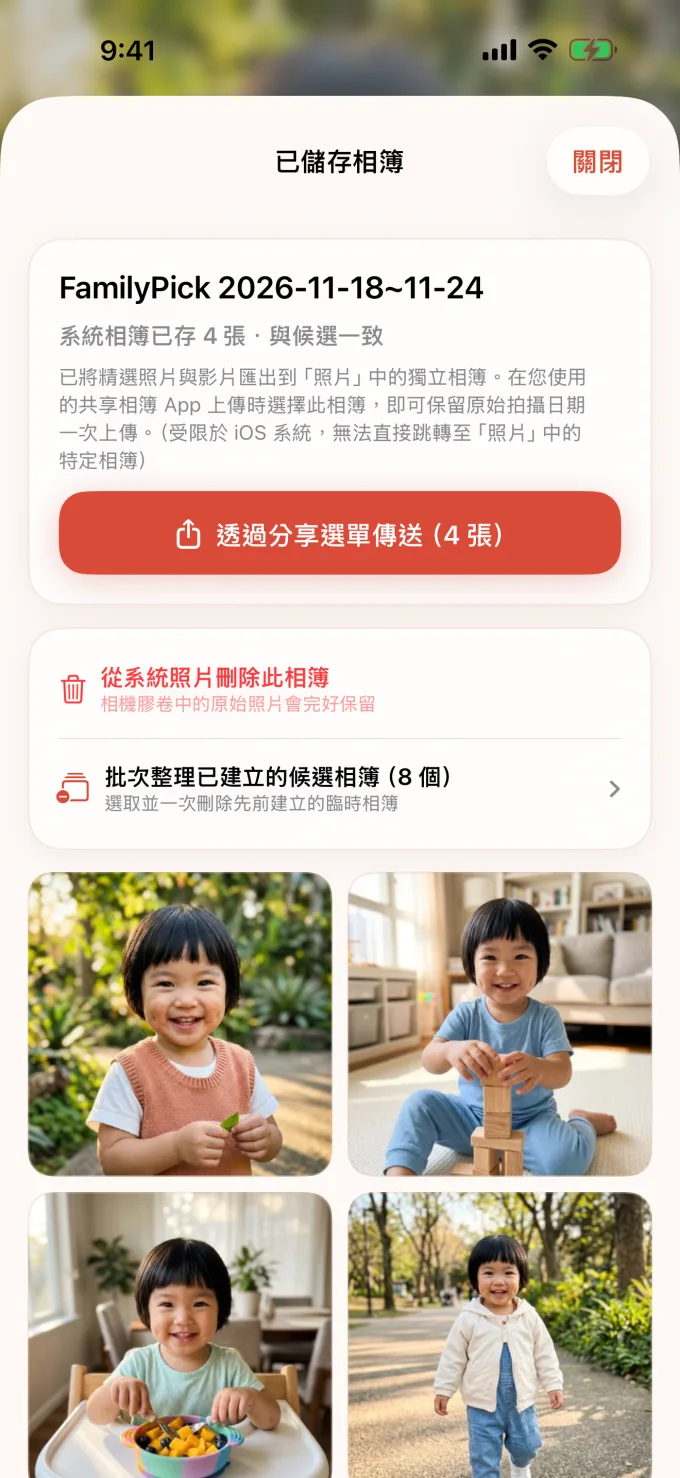 9:41
已儲存相簿
關閉
FamilyPick 2026-11-18~11-24
系統相簿已存 4 張 · 與候選一致
已將精選照片與影片匯出到「照片」中的獨立相簿。在您使用
的共享相簿 App 上傳時選擇此相簿，即可保留原始拍攝日期
一次上傳。（受限於 iOS 系統，無法直接跳轉至「照片」中的
特定相簿）
透過分享選單傳送（4 張）
從系統照片刪除此相簿
相機膠卷中的原始照片會完好保留
批次整理已建立的候選相簿（8 個）
選取並一次刪除先前建立的臨時相簿